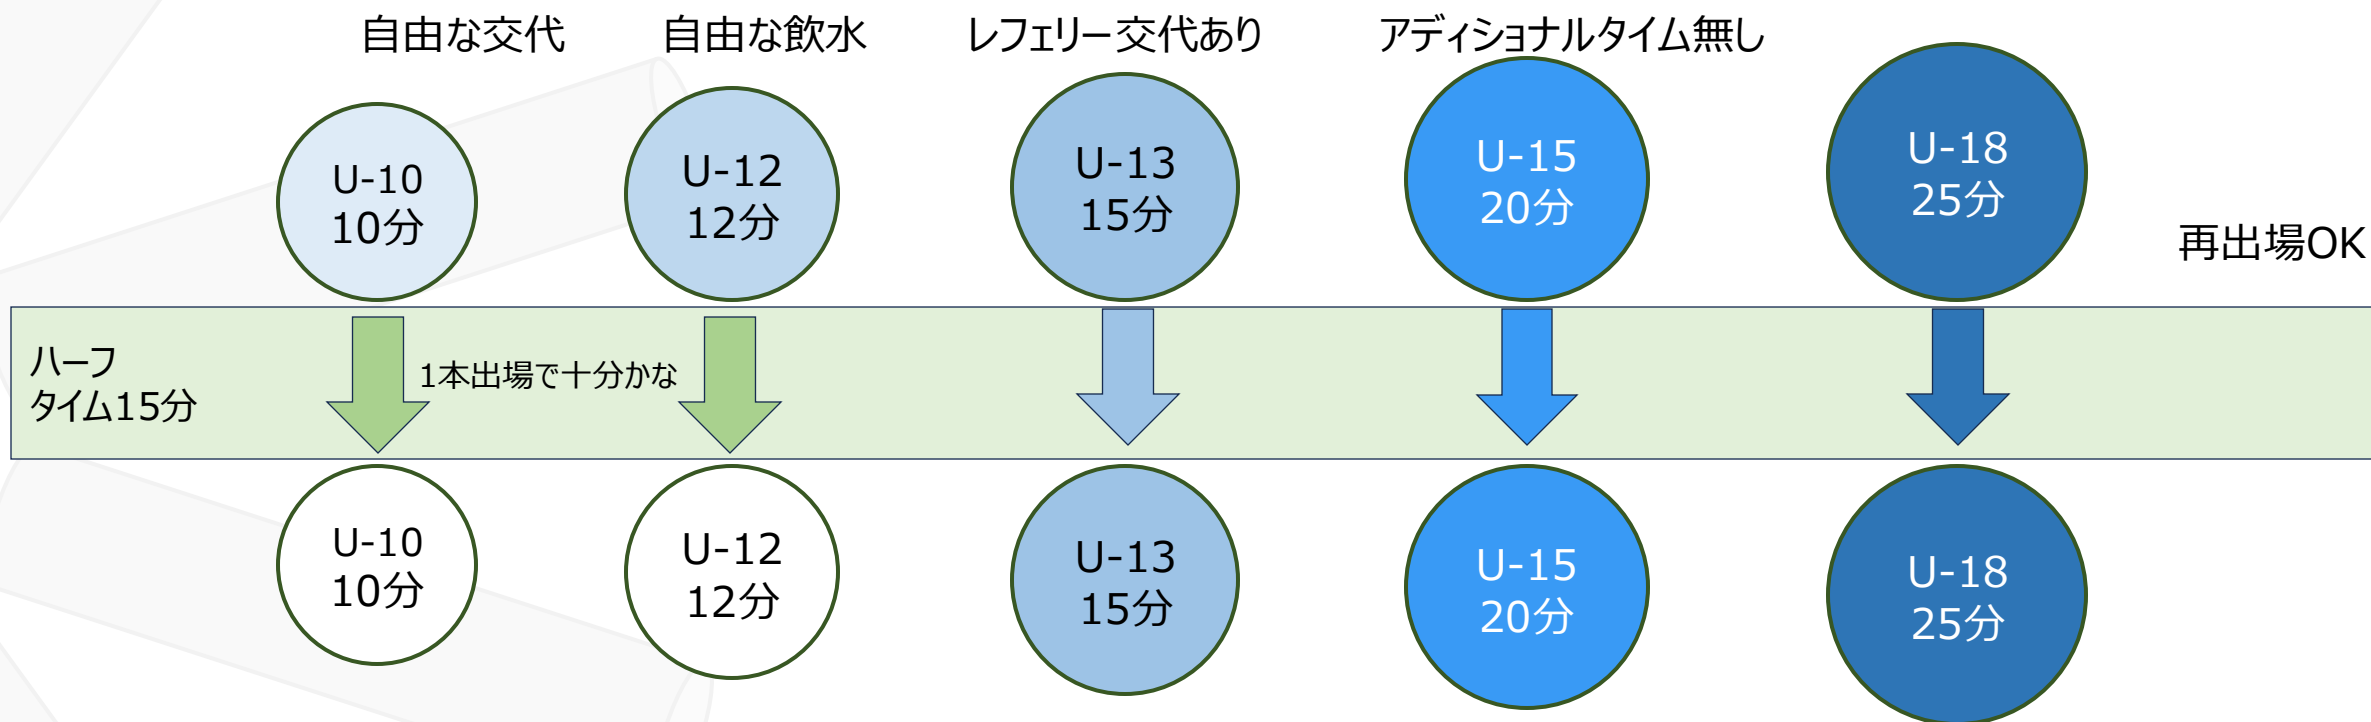 自由な交代
自由な飲水
レフェリー交代あり
アディショナルタイム無し
U-10
10分
U-12
12分
U-13
15分
U-15
20分
U-18
25分
再出場OK
ハーフ
タイム15分
1本出場で十分かな
U-10
10分
U-12
12分
U-13
15分
U-15
20分
U-18
25分